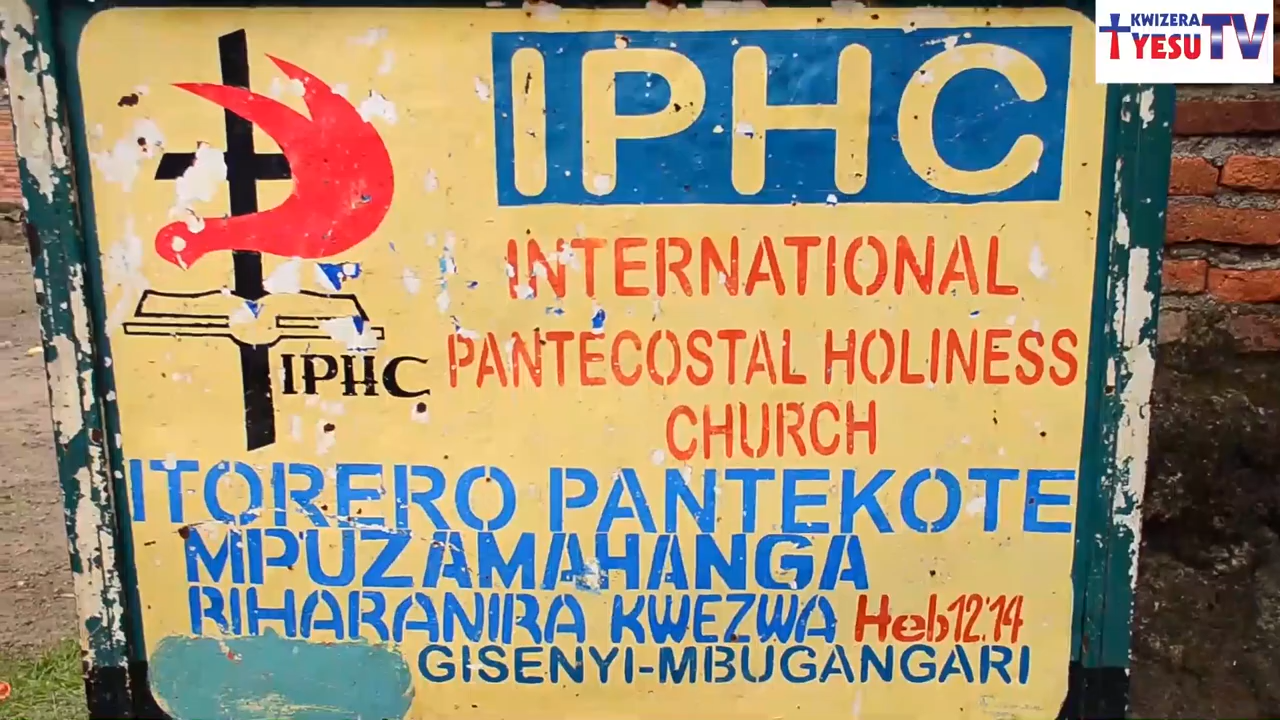 KWIZERA
YESU TV
IPHC
INTERNATIONAL
PANTECOSTAL HOLINESS
CHURCH
IPHC
ITORERO PANTEKOTE
MPUZAMAHANGA
RIHARANIRA KWEZWA Heb12:14
GISENYI-MBUGANGARI